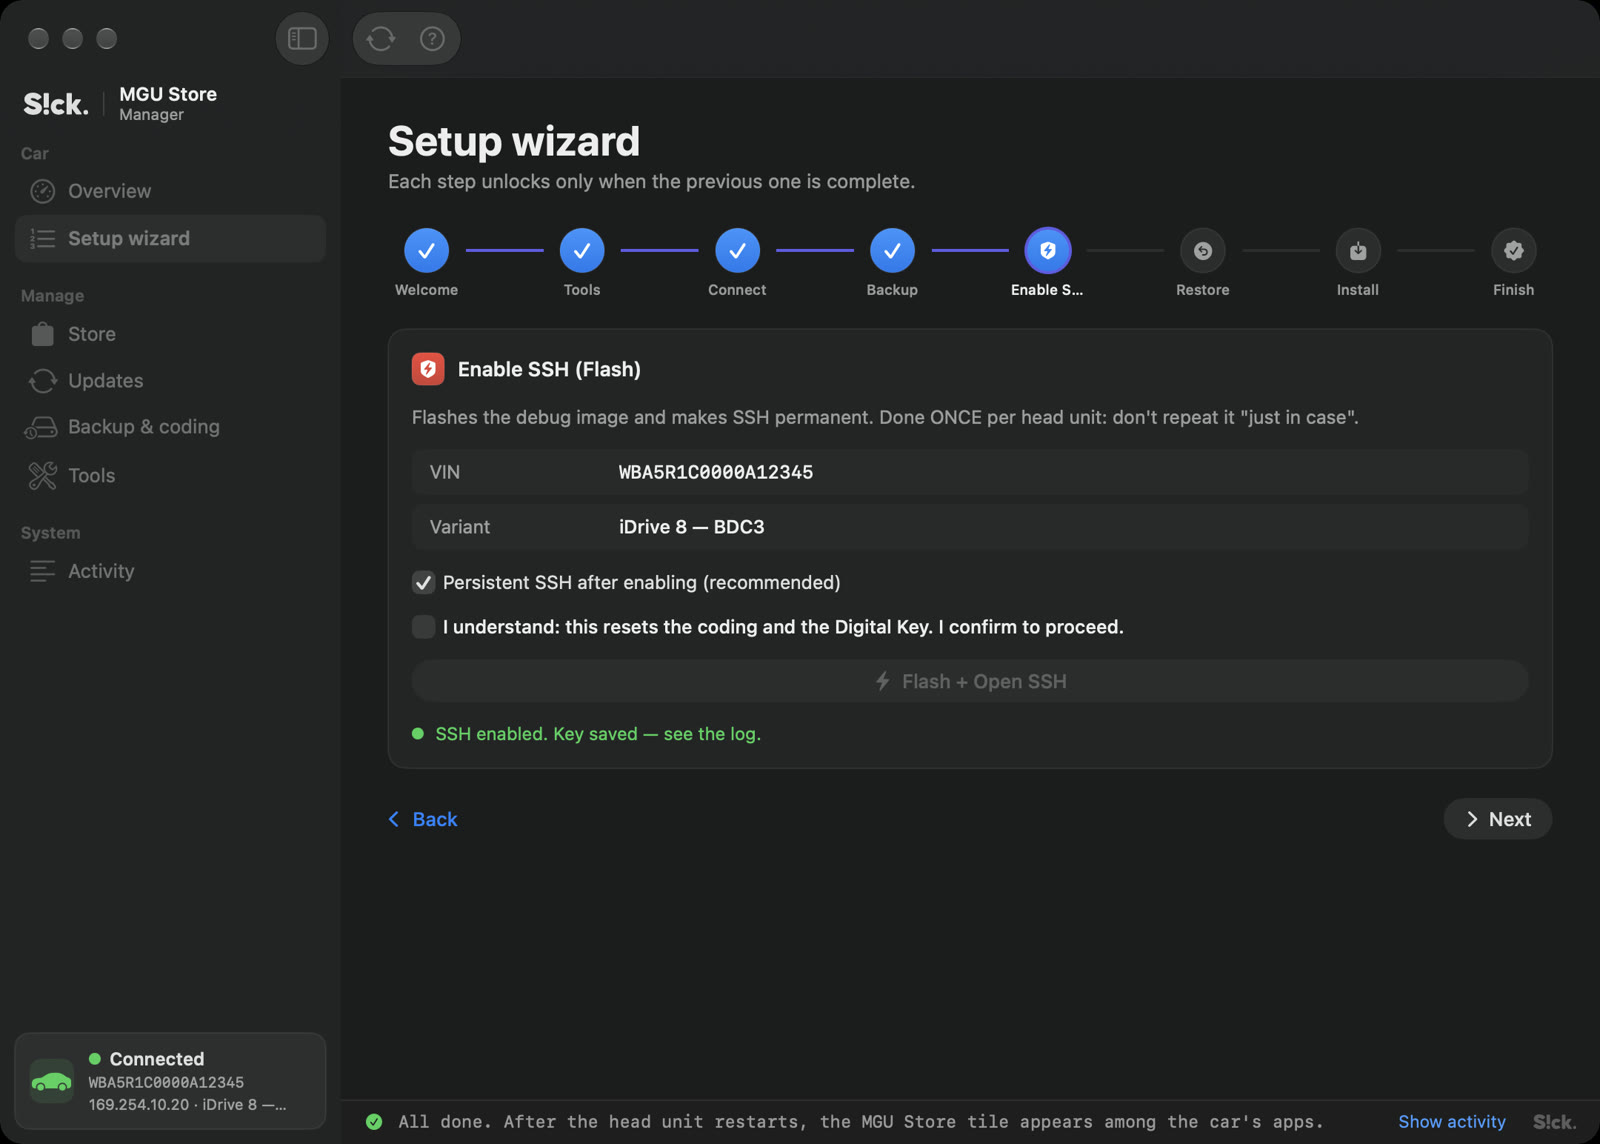 S!ck.
MGU Store
Manager
Car
Overview
Setup wizard
Manage
Store
Updates
Backup & coding
Tools
System
Activity
Connected
WBA5R1C0000A12345
169.254.10.20 · iDrive 8 —...
Setup wizard
Each step unlocks only when the previous one is complete.
Welcome
Tools
Connect
Backup
Enable S...
Restore
Install
Finish
Enable SSH (Flash)
Flashes the debug image and makes SSH permanent. Done ONCE per head unit: don't repeat it "just in case".
VIN WBA5R1C0000A12345
Variant iDrive 8 — BDC3
Persistent SSH after enabling (recommended)
I understand: this resets the coding and the Digital Key. I confirm to proceed.
Flash + Open SSH
SSH enabled. Key saved — see the log.
Back
Next
All done. After the head unit restarts, the MGU Store tile appears among the car's apps.
Show activity
S!ck.